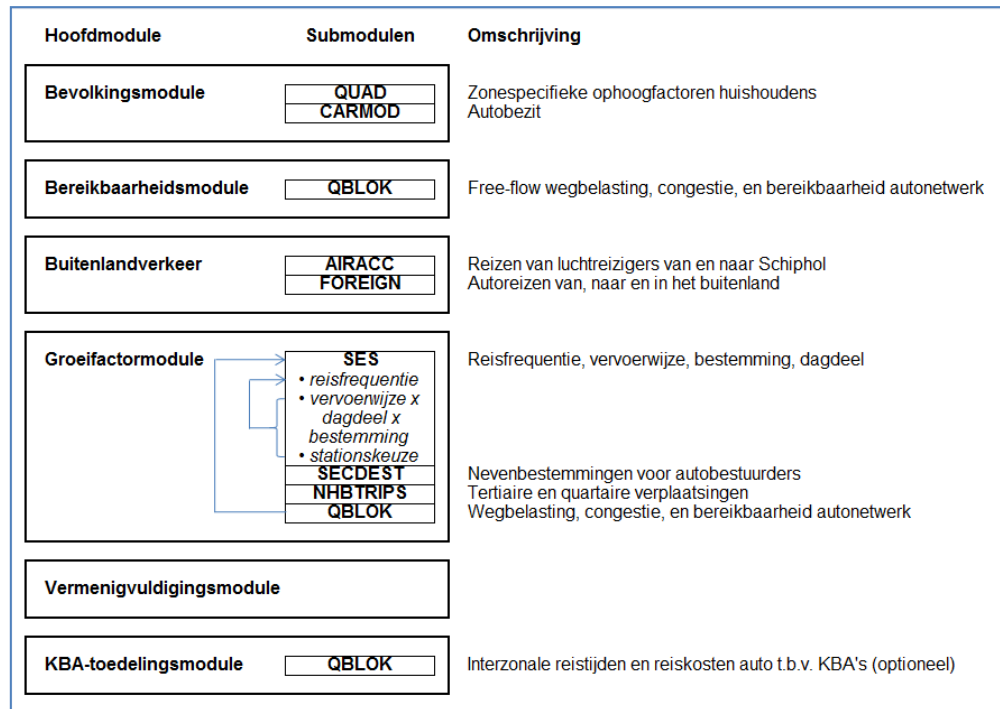 Hoofdmodule Submodulen Omschrijving
Bevolkingsmodule QUAD Zonespecifieke ophoogfactoren huishoudens
CARMOD Autobezit
Bereikbaarheidsmodule QBLOK Free-flow wegbelasting, congestie, en bereikbaarheid autonetwerk
Buitenlandverkeer AIRACC Reizen van luchtreizigers van en naar Schiphol
FOREIGN Autoreizen van, naar en in het buitenland
Groeifactormodule SES Reisfrequentie, vervoerwijze, bestemming, dagdeel
• reisfrequentie
• vervoerwijze x
dagdeel x
bestemming
• stationskeuze
SECDEST Nevenbestemmingen voor autobestuurders
NHBTRIPS Tertiaire en quartaire verplaatsingen
QBLOK Wegbelasting, congestie, en bereikbaarheid autonetwerk
Vermenigvuldigingsmodule
KBA-toedelingsmodule QBLOK Interzonale reistijden en reiskosten auto t.b.v. KBA's (optioneel)